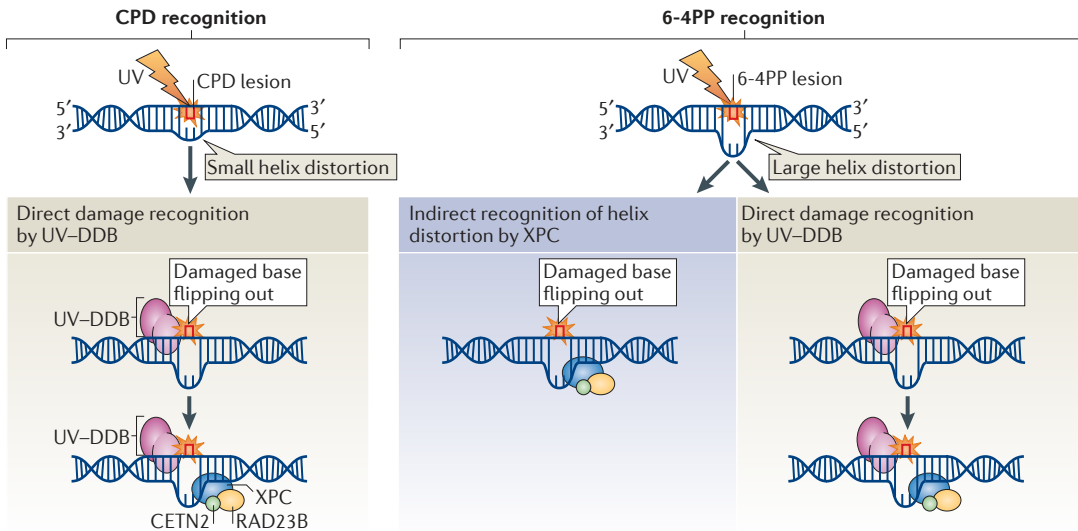 CPD recognition
UV
CPD lesion
5′
3′
3′
5′
Small helix distortion
Direct damage recognition
by UV–DDB
Damaged base
flipping out
UV–DDB
UV–DDB
XPC
CETN2
RAD23B
6-4PP recognition
UV
6-4PP lesion
5′
3′
3′
5′
Large helix distortion
Indirect recognition of helix
distortion by XPC
Damaged base
flipping out
Direct damage recognition
by UV–DDB
Damaged base
flipping out